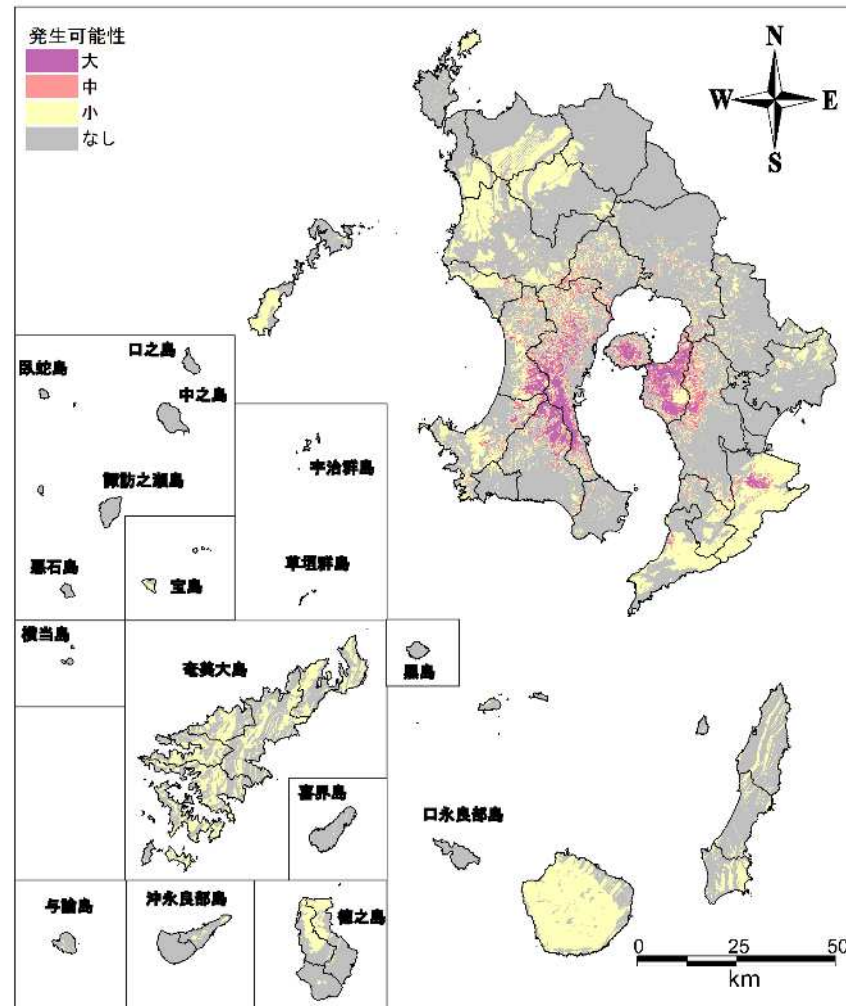 発生可能性
大
中
小
なし
N
W
E
S
口之島
臥蛇島
中之島
諏訪之瀬島
宇治群島
悪石島
宝島
草垣群島
横当島
奄美大島
黒島
喜界島
口永良部島
与論島
沖永良部島
徳之島
0 25 50
km